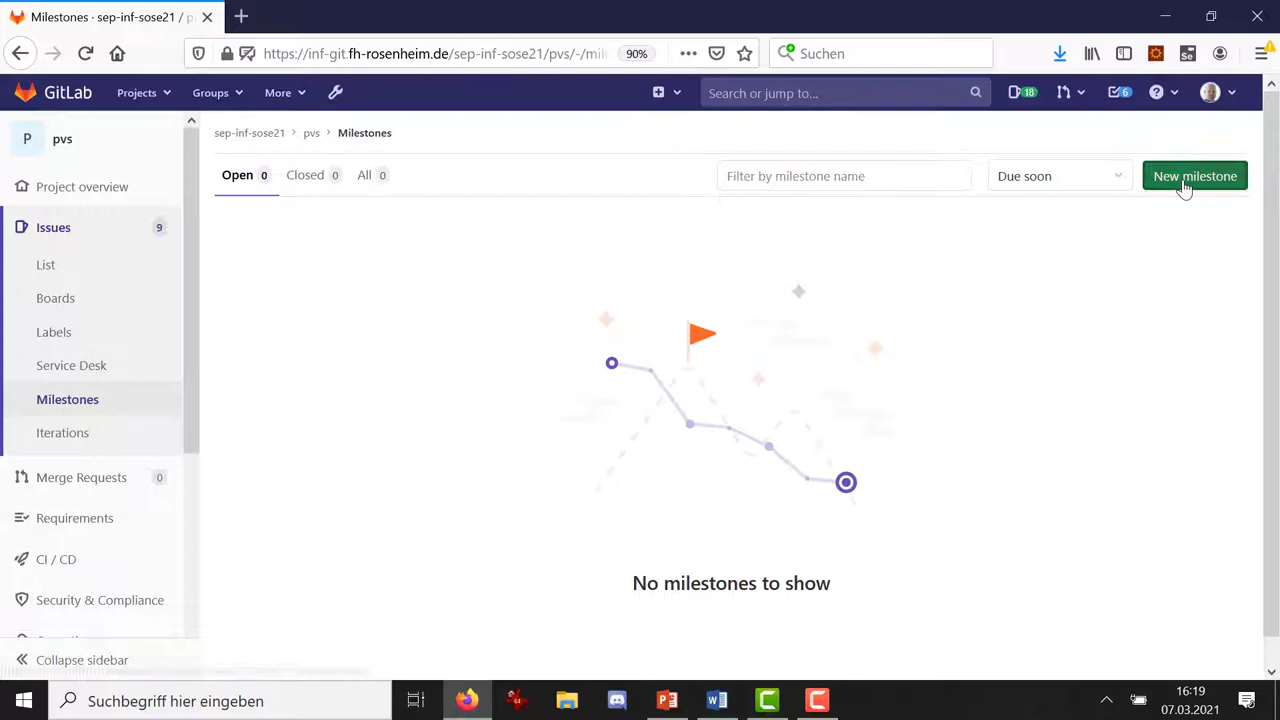 Milestones · sep-inf-sose21 / p
https://inf-git.fh-rosenheim.de/sep-inf-sose21/pvs/-/mile
90%
Suchen
GitLab
Projects
Groups
More
Search or jump to...
18
6
P
pvs
sep-inf-sose21 › pvs › Milestones
Open 0
Closed 0
All 0
Filter by milestone name
Due soon
New milestone
Project overview
Issues 9
List
Boards
Labels
Service Desk
Milestones
Iterations
Merge Requests 0
Requirements
CI / CD
Security & Compliance
Collapse sidebar
No milestones to show
Suchbegriff hier eingeben
16:19
07.03.2021